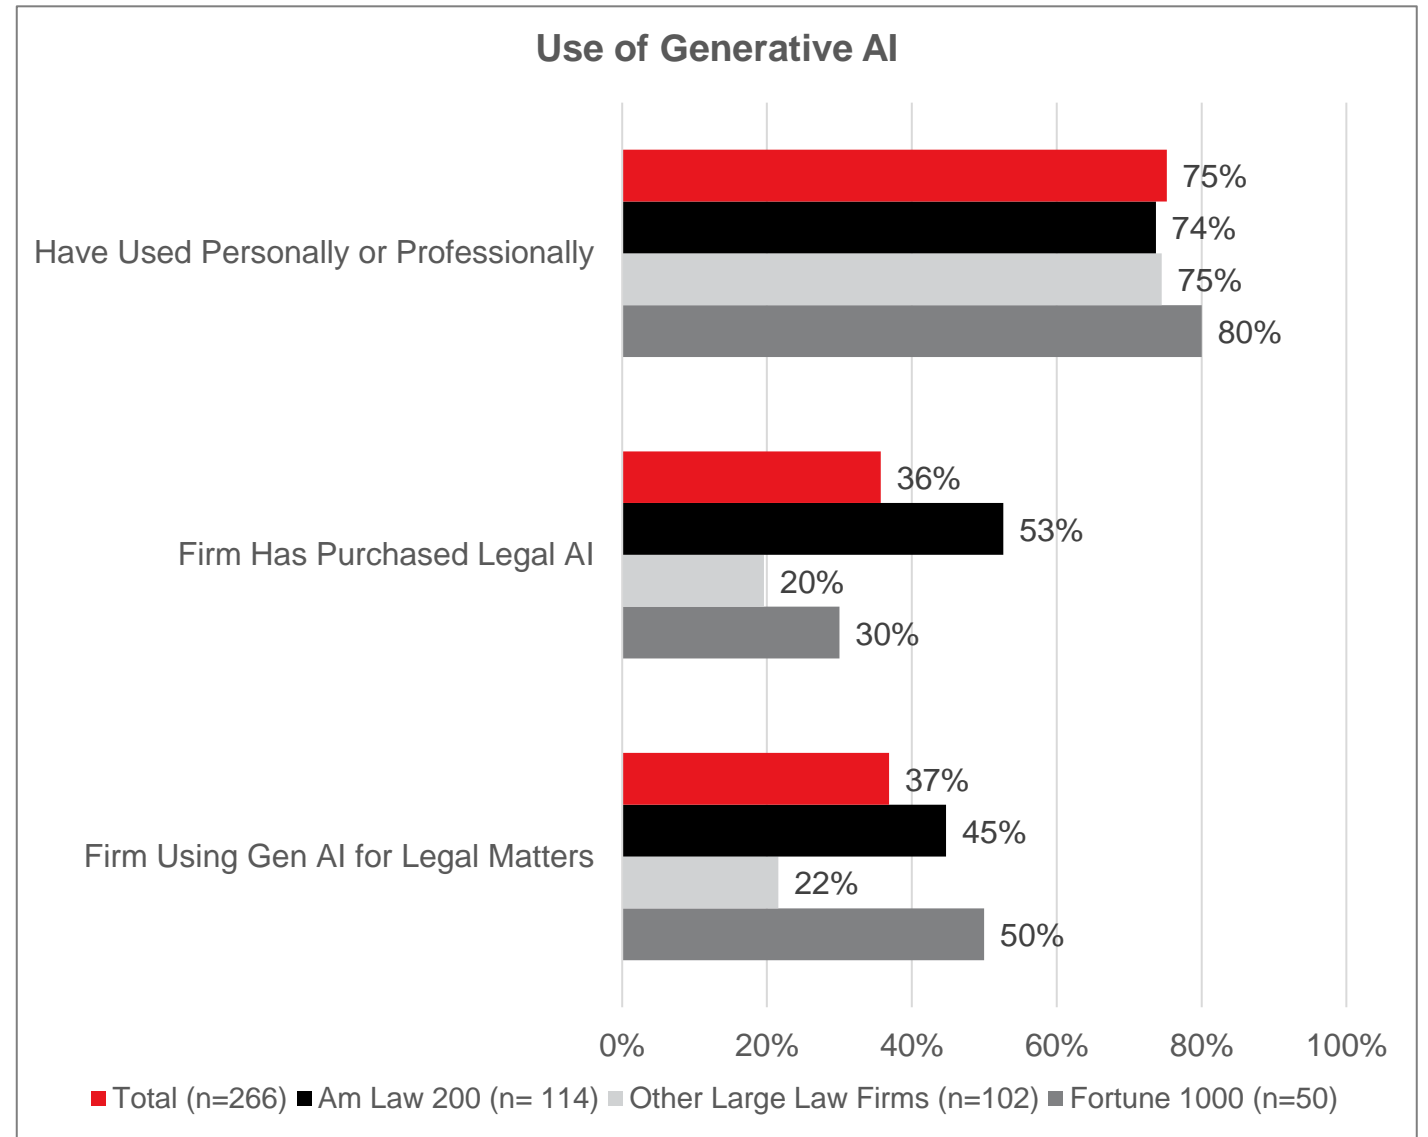 Use of Generative AI
Have Used Personally or Professionally
75%
74%
75%
80%
Firm Has Purchased Legal AI
36%
53%
20%
30%
Firm Using Gen AI for Legal Matters
37%
45%
22%
50%
0% 20% 40% 60% 80% 100%
Total (n=266) Am Law 200 (n= 114) Other Large Law Firms (n=102) Fortune 1000 (n=50)